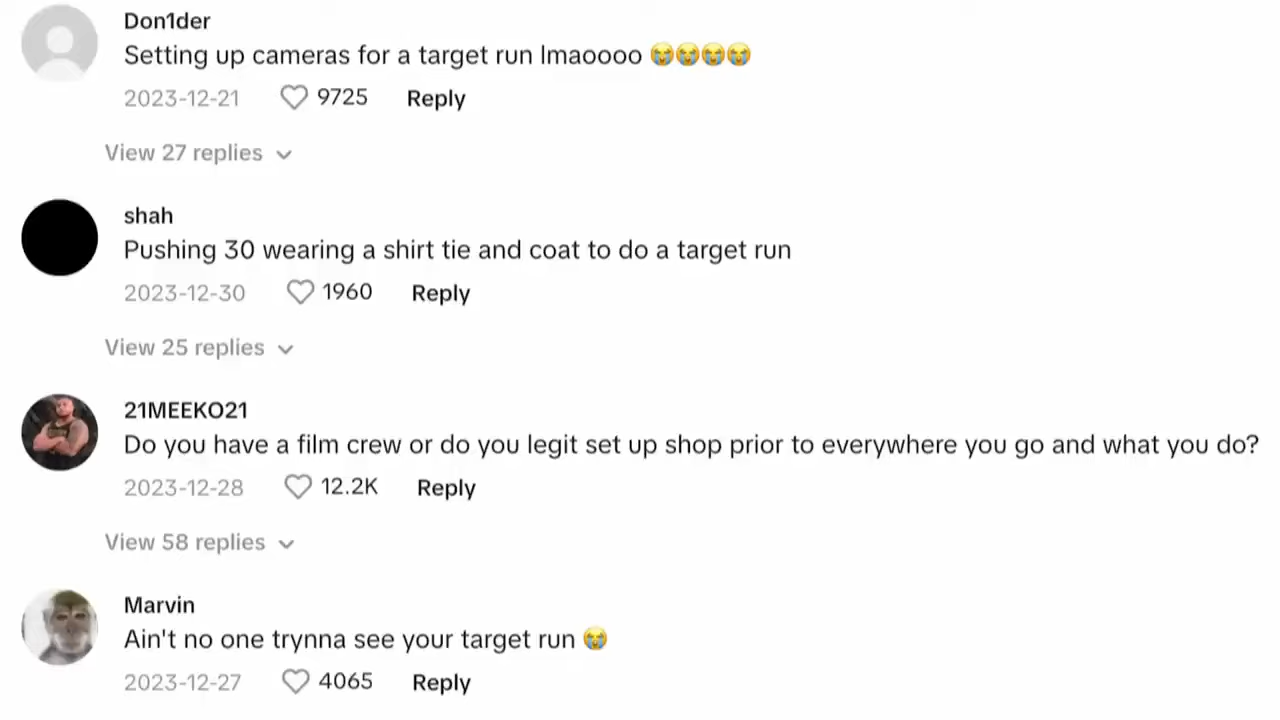 Don1der
Setting up cameras for a target run lmaoooo 😭😭😭😭
2023-12-21 9725 Reply
View 27 replies
shah
Pushing 30 wearing a shirt tie and coat to do a target run
2023-12-30 1960 Reply
View 25 replies
21MEEKO21
Do you have a film crew or do you legit set up shop prior to everywhere you go and what you do?
2023-12-28 12.2K Reply
View 58 replies
Marvin
Ain't no one trynna see your target run 😭
2023-12-27 4065 Reply